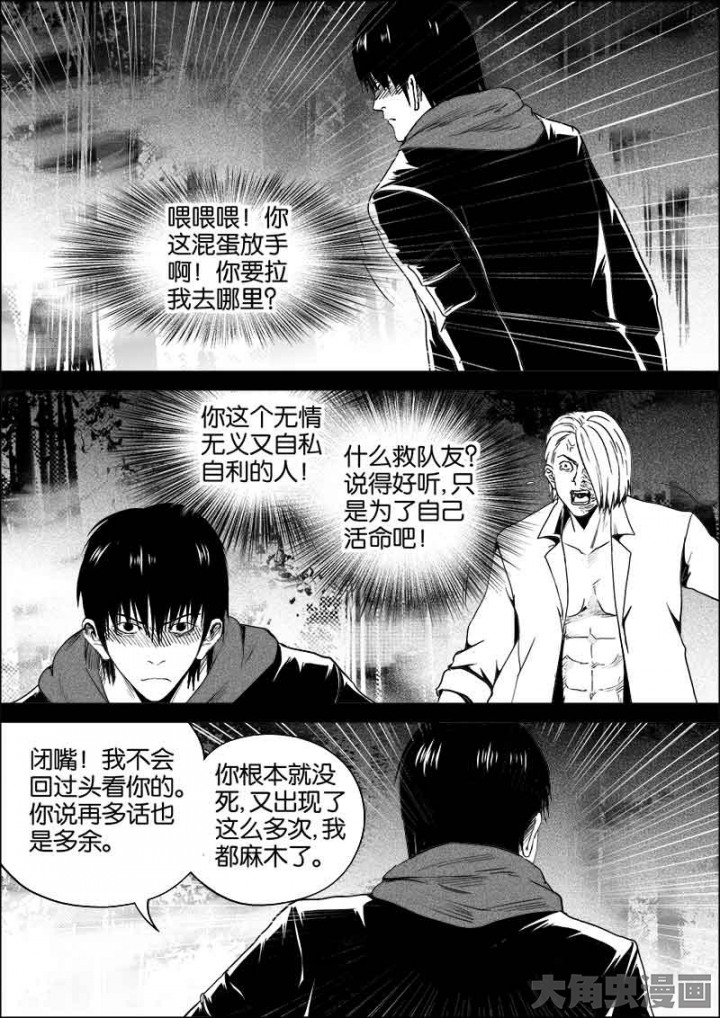 喂喂喂！你
这混蛋放手
啊！你要拉
我去哪里？
你这个无情
无义又自私
自利的人！
什么救队友？
说得好听,只
是为了自己
活命吧！
闭嘴！我不会
回过头看你的。
你说再多话也
是多余。
你根本就没
死,又出现了
这么多次,我
都麻木了。
大角虫漫画